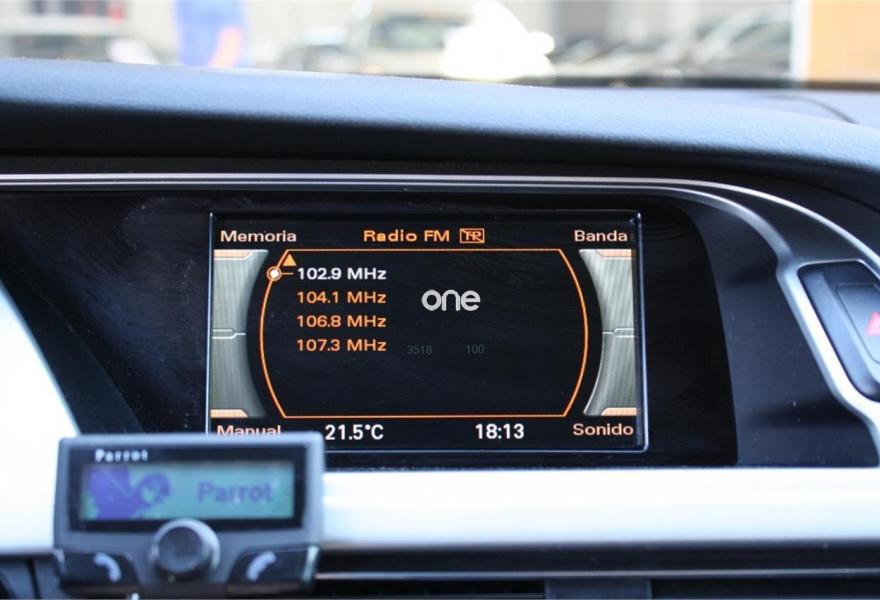 Memoria Radio FM TP Banda
102.9 MHz
104.1 MHz
one
106.8 MHz
107.3 MHz 3518 100
Manual 21.5°C 18:13 Sonido
Parrot
Parrot